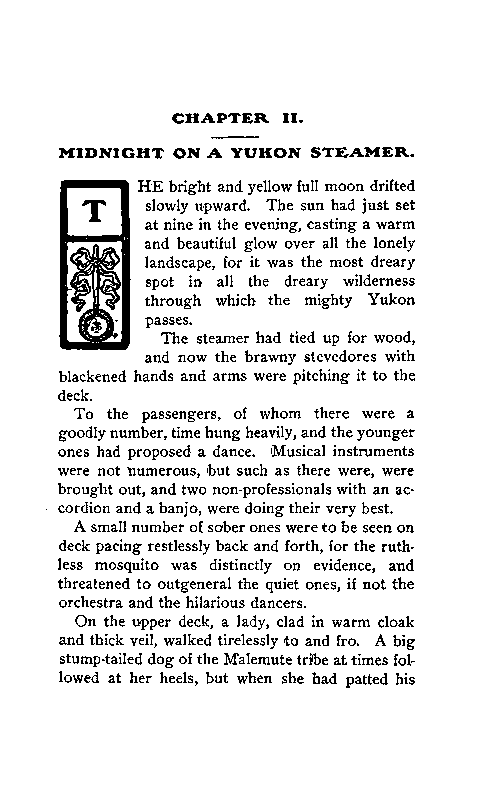 CHAPTER II.
MIDNIGHT ON A YUKON STEAMER.
THE bright and yellow full moon drifted
slowly upward. The sun had just set
at nine in the evening, casting a warm
and beautiful glow over all the lonely
landscape, for it was the most dreary
spot in all the dreary wilderness
through which the mighty Yukon
passes.
The steamer had tied up for wood,
and now the brawny stevedores with
blackened hands and arms were pitching it to the
deck.
To the passengers, of whom there were a
goodly number, time hung heavily, and the younger
ones had proposed a dance. Musical instruments
were not numerous, but such as there were, were
brought out, and two non-professionals with an ac-
cordion and a banjo, were doing their very best.
A small number of sober ones were to be seen on
deck pacing restlessly back and forth, for the ruth-
less mosquito was distinctly on evidence, and
threatened to outgeneral the quiet ones, if not the
orchestra and the hilarious dancers.
On the upper deck, a lady, clad in warm cloak
and thick veil, walked tirelessly to and fro. A big
stump-tailed dog of the Malemute tribe at times fol-
lowed at her heels, but when she had patted his